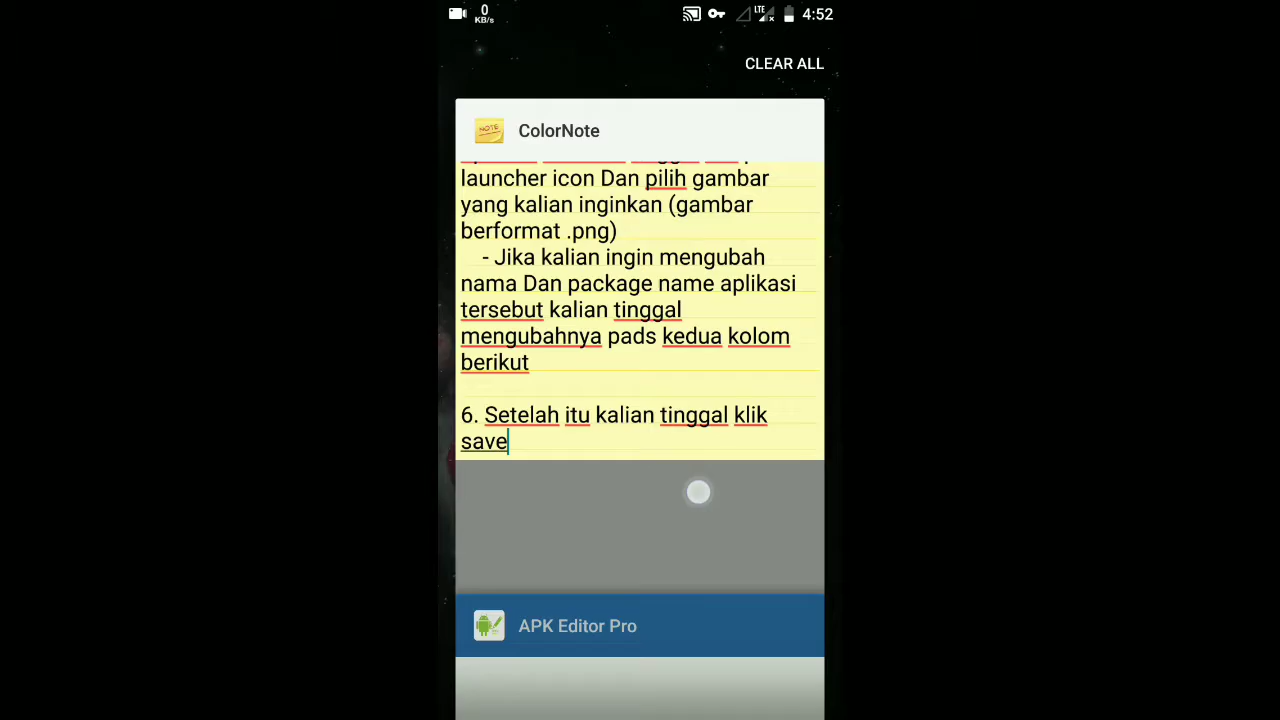 0
KB/s
LTE
4:52
CLEAR ALL
NOTE
ColorNote
launcher icon Dan pilih gambar
yang kalian inginkan (gambar
berformat .png)
- Jika kalian ingin mengubah
nama Dan package name aplikasi
tersebut kalian tinggal
mengubahnya pads kedua kolom
berikut
6. Setelah itu kalian tinggal klik
save
APK Editor Pro